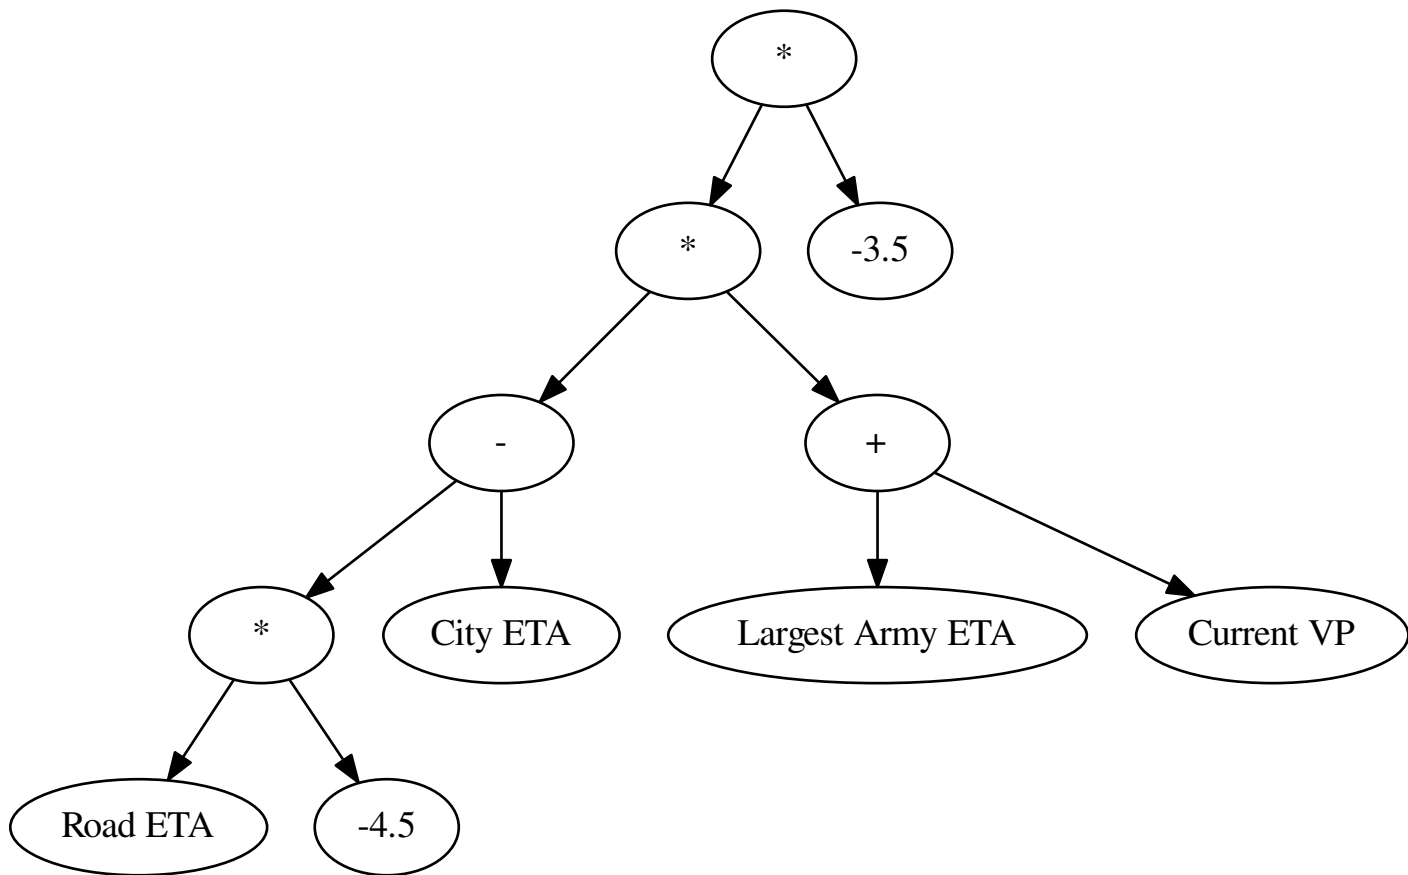 *
*
-3.5
-
+
*
City ETA
Largest Army ETA
Current VP
Road ETA
-4.5